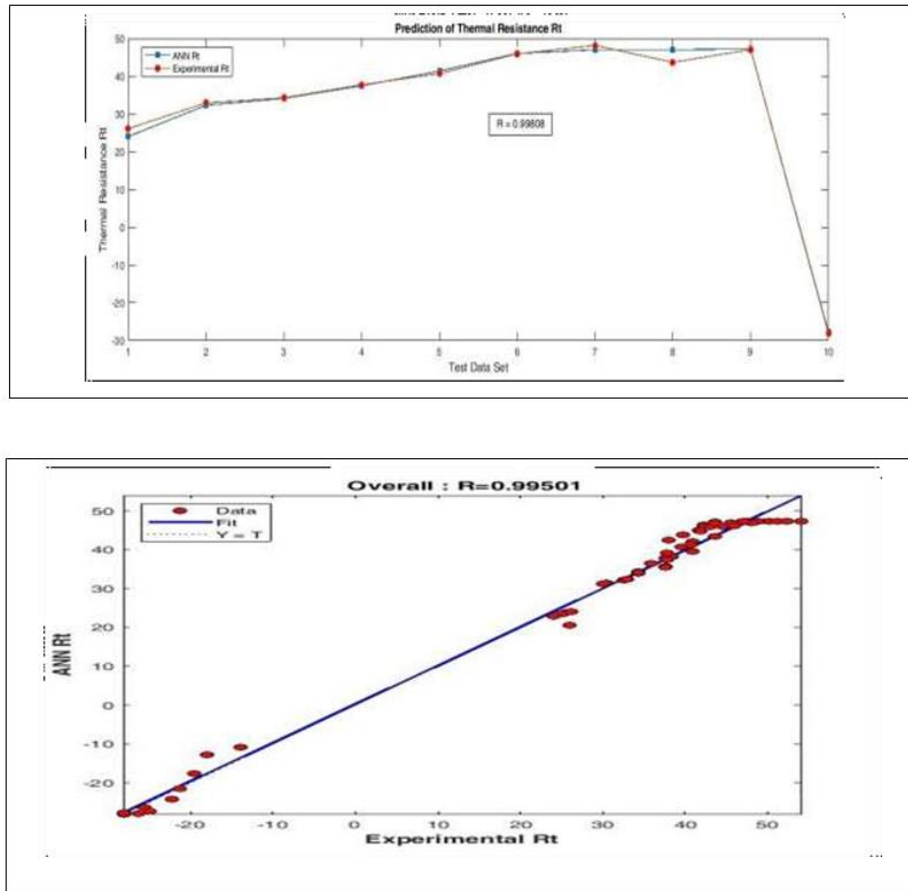 Prediction of Thermal Resistance Rt
50
40
30
20
10
0
-10
-20
-30
ANN Rt
Experimental Rt
R = 0.99808
Thermal Resistance Rt
1 2 3 4 5 6 7 8 9 10
Test Data Set
Overall : R=0.99501
50
40
30
20
10
0
-10
-20
Data
Fit
Y = T
ANN Rt
-20 -10 0 10 20 30 40 50
Experimental Rt